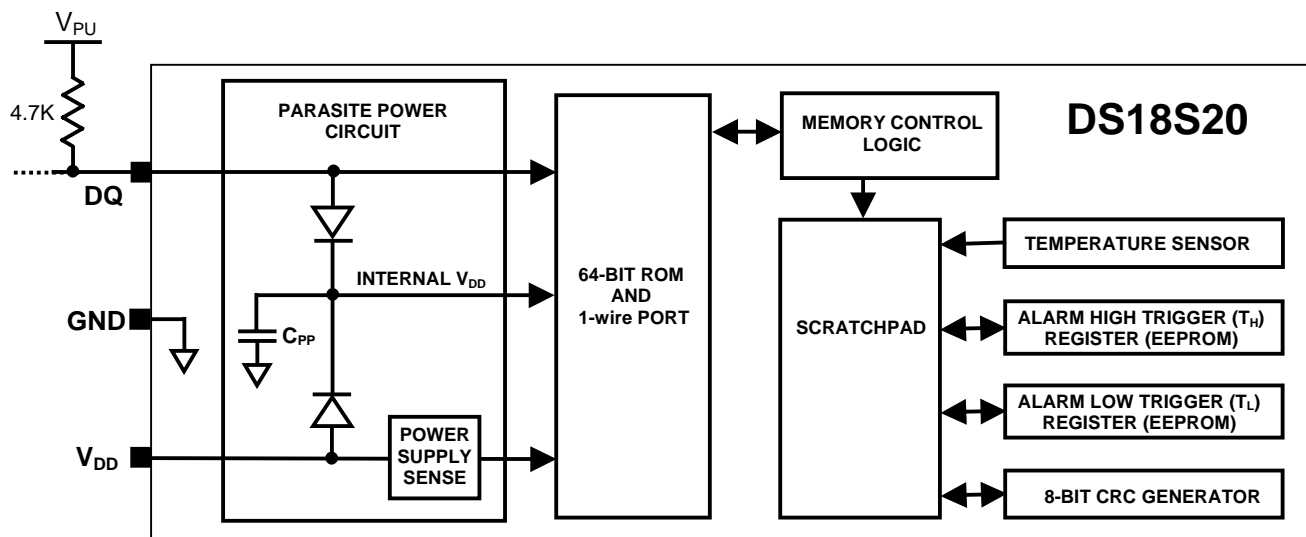 V_PU
4.7K
DQ
GND
V_DD
PARASITE POWER
CIRCUIT
INTERNAL V_DD
C_PP
POWER
SUPPLY
SENSE
64-BIT ROM
AND
1-wire PORT
MEMORY CONTROL
LOGIC
DS18S20
SCRATCHPAD
TEMPERATURE SENSOR
ALARM HIGH TRIGGER (T_H)
REGISTER (EEPROM)
ALARM LOW TRIGGER (T_L)
REGISTER (EEPROM)
8-BIT CRC GENERATOR